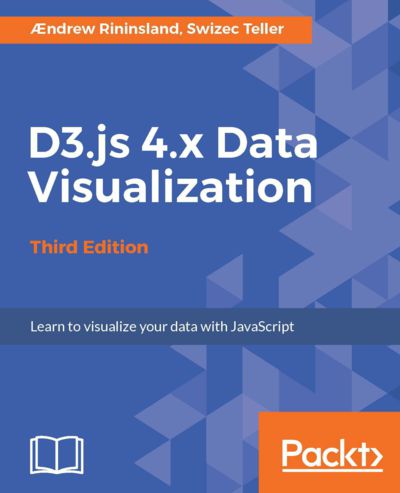 Ændrew Rininsland, Swizec Teller
D3.js 4.x Data
Visualization
Third Edition
Learn to visualize your data with JavaScript
Packt>